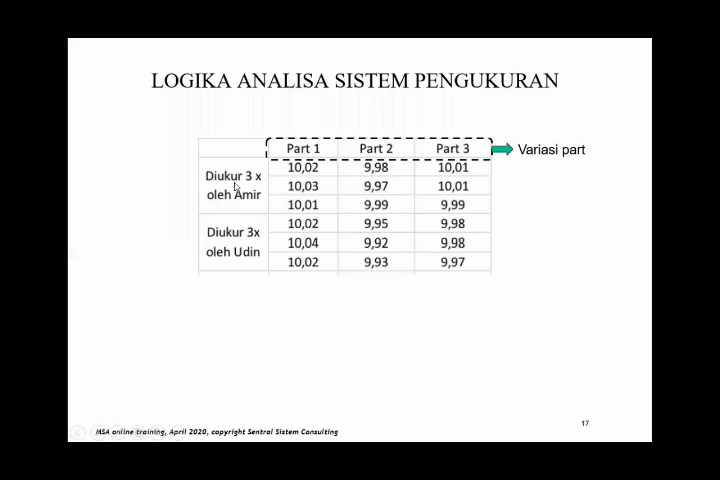 LOGIKA ANALISA SISTEM PENGUKURAN
Part 1 Part 2 Part 3 Variasi part
Diukur 3 x oleh Amir
10,02 9,98 10,01
10,03 9,97 10,01
10,01 9,99 9,99
Diukur 3x oleh Udin
10,02 9,95 9,98
10,04 9,92 9,98
10,02 9,93 9,97
17
MSA online training, April 2020, copyright Sentral Sistem Consulting